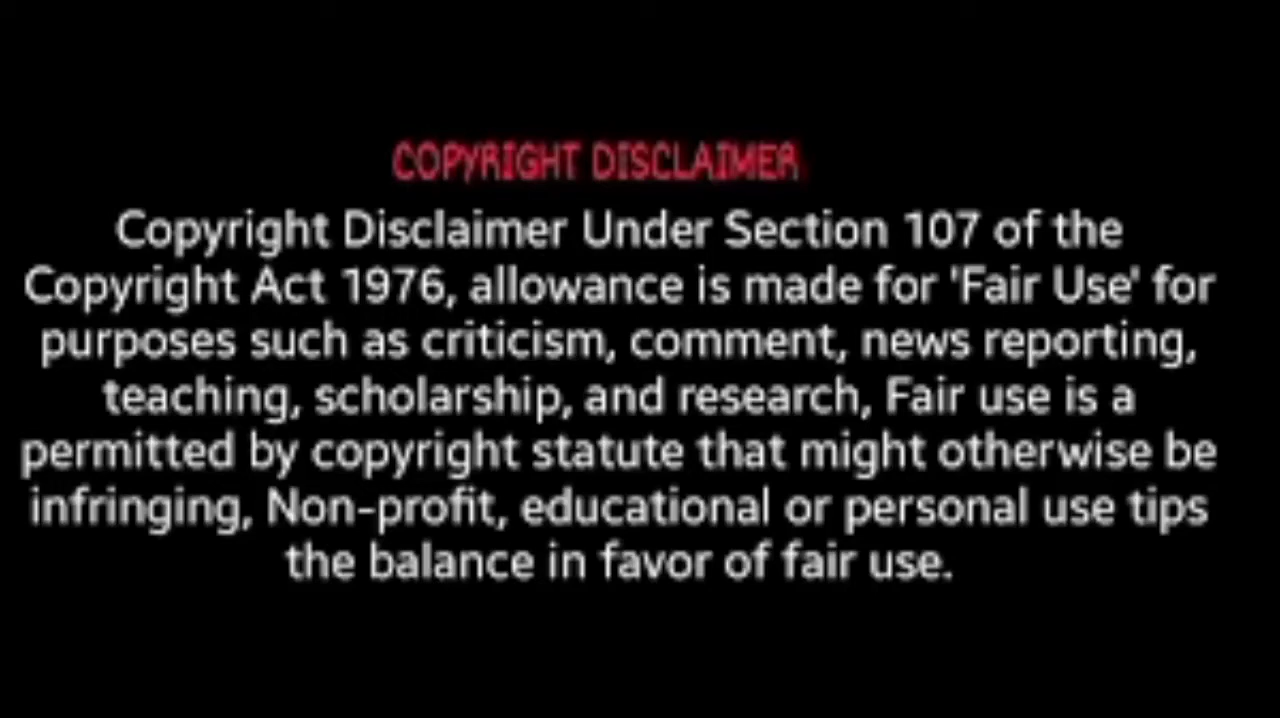 COPYRIGHT DISCLAIMER
Copyright Disclaimer Under Section 107 of the
Copyright Act 1976, allowance is made for 'Fair Use' for
purposes such as criticism, comment, news reporting,
teaching, scholarship, and research, Fair use is a
permitted by copyright statute that might otherwise be
infringing, Non-profit, educational or personal use tips
the balance in favor of fair use.